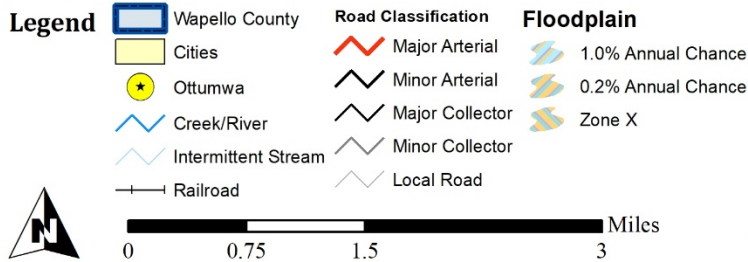 Legend
Wapello County
Cities
Ottumwa
Creek/River
Intermittent Stream
Railroad
Road Classification
Major Arterial
Minor Arterial
Major Collector
Minor Collector
Local Road
Floodplain
1.0% Annual Chance
0.2% Annual Chance
Zone X
N
Miles
0 0.75 1.5 3